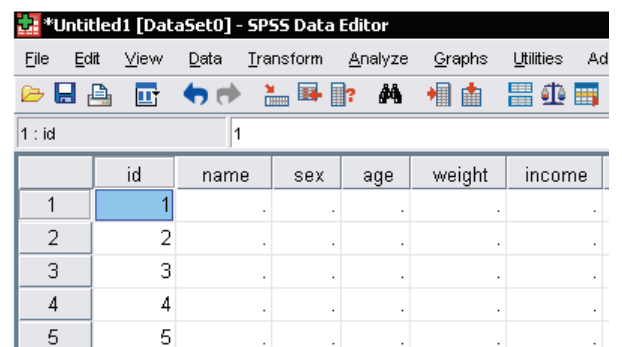 *Untitled1 [DataSet0] - SPSS Data Editor
File Edit View Data Transform Analyze Graphs Utilities Ad
1 : id 1
id name sex age weight income
1 1 . . . . .
2 2 . . . . .
3 3 . . . . .
4 4 . . . . .
5 5 . . . . .